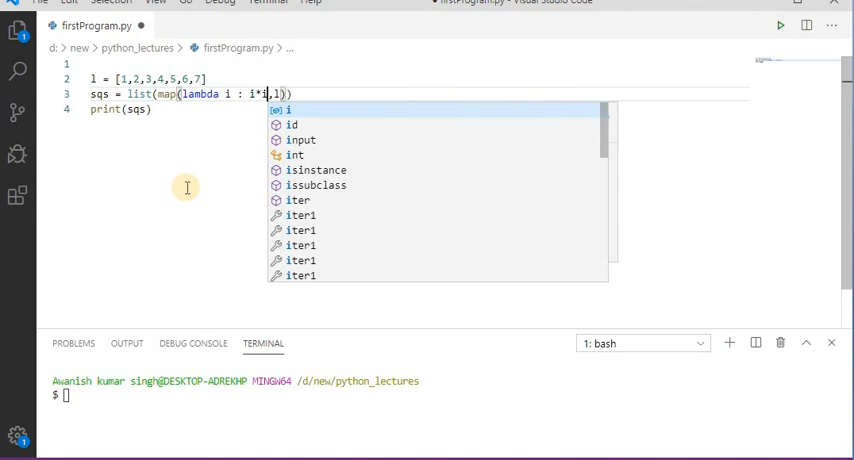 File Edit Selection View Go Debug Terminal Help
firstProgram.py - Visual Studio Code
firstProgram.py
d: > new > python_lectures > firstProgram.py > ...
1
2 l = [1,2,3,4,5,6,7]
3 sqs = list(map(lambda i : i*i,l))
4 print(sqs)
i
id
input
int
isinstance
issubclass
iter
iter1
iter1
iter1
iter1
iter1
1
1
PROBLEMS OUTPUT DEBUG CONSOLE TERMINAL
1: bash
Awanish kumar singh@DESKTOP-ADREKHP MINGW64 /d/new/python_lectures
$